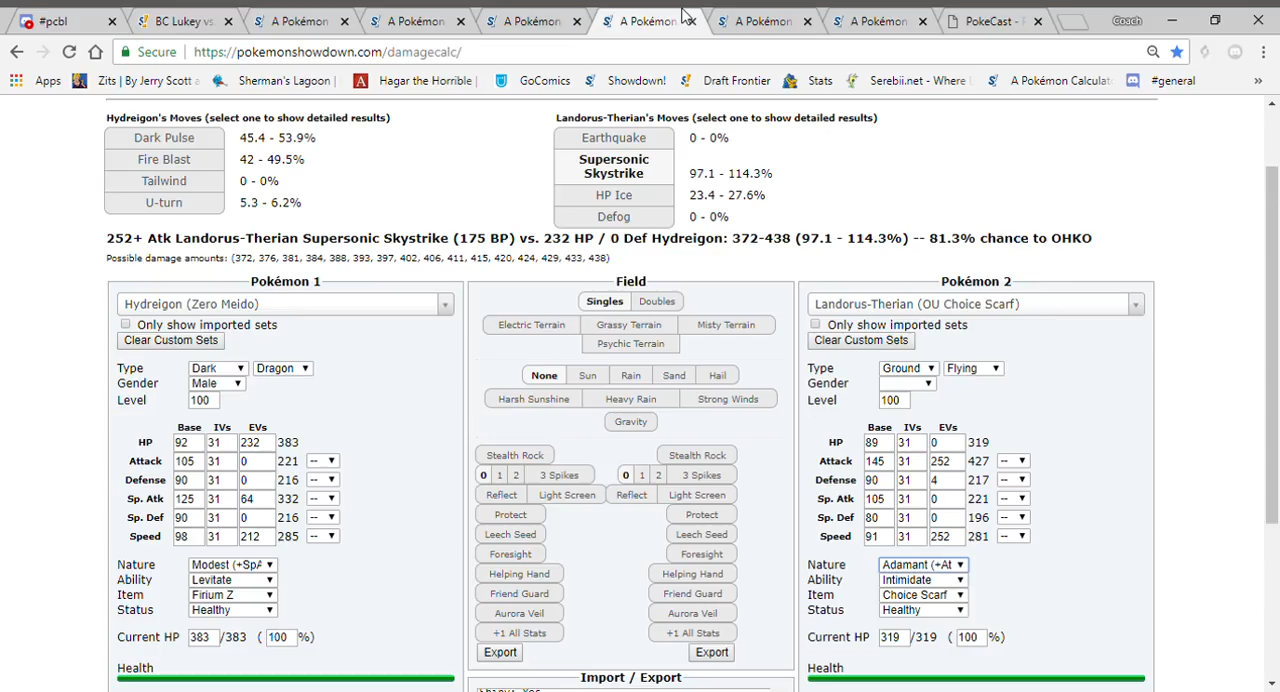 #pcbl
BC Lukey vs.
A Pokémon
A Pokémon
A Pokémon
A Pokémon
A Pokémon
A Pokémon
PokeCast -
Coach
Secure
https://pokemonshowdown.com/damagecalc/
Apps
Zits | By Jerry Scott a
Sherman's Lagoon |
Hagar the Horrible |
GoComics
Showdown!
Draft Frontier
Stats
Serebii.net - Where
A Pokémon Calculat
#general
»
Hydreigon's Moves (select one to show detailed results)
Dark Pulse 45.4 - 53.9%
Fire Blast 42 - 49.5%
Tailwind 0 - 0%
U-turn 5.3 - 6.2%
Landorus-Therian's Moves (select one to show detailed results)
Earthquake 0 - 0%
Supersonic
Skystrike 97.1 - 114.3%
HP Ice 23.4 - 27.6%
Defog 0 - 0%
252+ Atk Landorus-Therian Supersonic Skystrike (175 BP) vs. 232 HP / 0 Def Hydreigon: 372-438 (97.1 - 114.3%) -- 81.3% chance to OHKO
Possible damage amounts: (372, 376, 381, 384, 388, 393, 397, 402, 406, 411, 415, 420, 424, 429, 433, 438)
Pokémon 1
Hydreigon (Zero Meido)
Only show imported sets
Clear Custom Sets
Type Dark Dragon
Gender Male
Level 100
Base IVs EVs
HP 92 31 232 383
Attack 105 31 0 221 --
Defense 90 31 0 216 --
Sp. Atk 125 31 64 332 --
Sp. Def 90 31 0 216 --
Speed 98 31 212 285 --
Nature Modest (+SpA
Ability Levitate
Item Firium Z
Status Healthy
Current HP 383 /383 ( 100 %)
Health
Field
Singles Doubles
Electric Terrain Grassy Terrain Misty Terrain
Psychic Terrain
None Sun Rain Sand Hail
Harsh Sunshine Heavy Rain Strong Winds
Gravity
Stealth Rock Stealth Rock
0 1 2 3 Spikes 0 1 2 3 Spikes
Reflect Light Screen Reflect Light Screen
Protect Protect
Leech Seed Leech Seed
Foresight Foresight
Helping Hand Helping Hand
Friend Guard Friend Guard
Aurora Veil Aurora Veil
+1 All Stats +1 All Stats
Export Export
Import / Export
Pokémon 2
Landorus-Therian (OU Choice Scarf)
Only show imported sets
Clear Custom Sets
Type Ground Flying
Gender
Level 100
Base IVs EVs
HP 89 31 0 319
Attack 145 31 252 427 --
Defense 90 31 4 217 --
Sp. Atk 105 31 0 221 --
Sp. Def 80 31 0 196 --
Speed 91 31 252 281 --
Nature Adamant (+At
Ability Intimidate
Item Choice Scarf
Status Healthy
Current HP 319 /319 ( 100 %)
Health